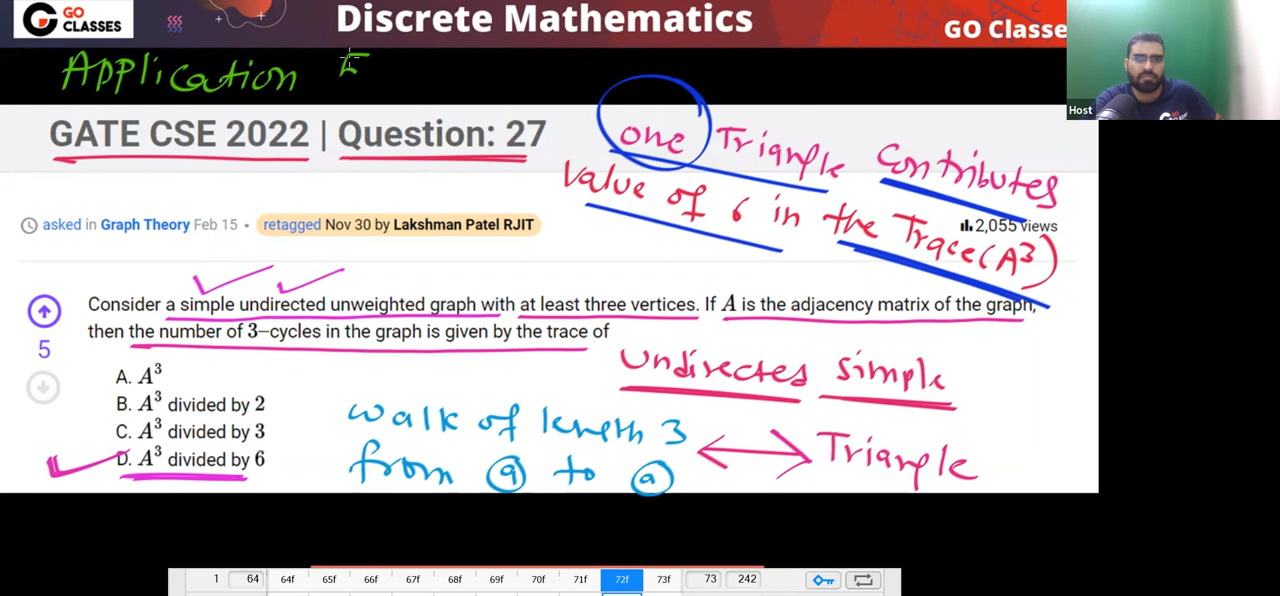 GO CLASSES
Discrete Mathematics
GO Classe
Application
Host
GATE CSE 2022 | Question: 27
one Triangle Contributes
Value of 6 in the Trace(A³)
asked in Graph Theory Feb 15 • retagged Nov 30 by Lakshman Patel RJIT
2,055 views
Consider a simple undirected unweighted graph with at least three vertices. If A is the adjacency matrix of the graph,
then the number of 3−cycles in the graph is given by the trace of
5
A. A³
B. A³ divided by 2
C. A³ divided by 3
D. A³ divided by 6
undirected simple
walk of length 3
from a to a
Triangle
1 64 64f 65f 66f 67f 68f 69f 70f 71f 72f 73f 73 242